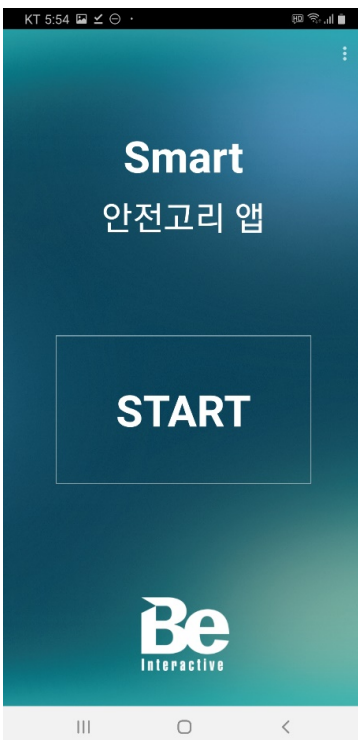 KT 5:54
Smart
안전고리 앱
START
Be
Interactive